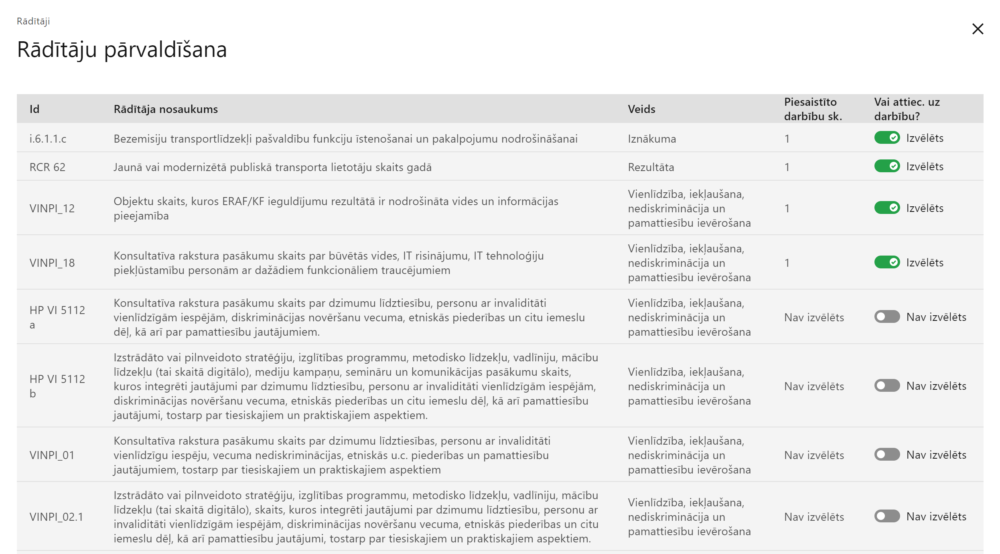 Rādītāji
Rādītāju pārvaldīšana
Id Rādītāja nosaukums Veids Piesaistīto darbību sk. Vai attiec. uz darbību?
i.6.1.1.c Bezemisiju transportlīdzekļi pašvaldību funkciju īstenošanai un pakalpojumu nodrošināšanai Iznākuma 1 Izvēlēts
RCR 62 Jaunā vai modernizētā publiskā transporta lietotāju skaits gadā Rezultāta 1 Izvēlēts
VINPI_12
Objektu skaits, kuros ERAF/KF ieguldījumu rezultātā ir nodrošināta vides un informācijas
pieejamība
Vienlīdzība, iekļaušana,
nediskriminācija un
pamattiesību ievērošana
1
Izvēlēts
VINPI_18
Konsultatīva rakstura pasākumu skaits par būvētās vides, IT risinājumu, IT tehnoloģiju
piekļūstamību personām ar dažādiem funkcionāliem traucējumiem
Vienlīdzība, iekļaušana,
nediskriminācija un
pamattiesību ievērošana
1
Izvēlēts
HP VI 5112
a
Konsultatīva rakstura pasākumu skaits par dzimumu līdztiesību, personu ar invaliditāti
vienlīdzīgām iespējām, diskriminācijas novēršanu vecuma, etniskās piederības un citu iemeslu
dēļ, kā arī par pamattiesību jautājumiem.
Vienlīdzība, iekļaušana,
nediskriminācija un
pamattiesību ievērošana
Nav izvēlēts
Nav izvēlēts
HP VI 5112
b
Izstrādāto vai pilnveidoto stratēģiju, izglītības programmu, metodisko līdzekļu, vadlīniju, mācību
līdzekļu (tai skaitā digitālo), mediju kampaņu, semināru un komunikācijas pasākumu skaits,
kuros integrēti jautājumi par dzimumu līdztiesību, personu ar invaliditāti vienlīdzīgām iespējām,
diskriminācijas novēršanu vecuma, etniskās piederības un citu iemeslu dēļ, kā arī pamattiesību
jautājumi, tostarp par tiesiskajiem un praktiskajiem aspektiem.
Vienlīdzība, iekļaušana,
nediskriminācija un
pamattiesību ievērošana
Nav izvēlēts
Nav izvēlēts
VINPI_01
Konsultatīva rakstura pasākumu skaits par dzimumu līdztiesības, personu ar invaliditāti
vienlīdzīgu iespēju, vecuma nediskriminācijas, etniskās u.c. piederības un pamattiesību
jautājumiem, tostarp par tiesiskajiem un praktiskajiem aspektiem
Vienlīdzība, iekļaušana,
nediskriminācija un
pamattiesību ievērošana
Nav izvēlēts
Nav izvēlēts
VINPI_02.1
Izstrādāto vai pilnveidoto stratēģiju, izglītības programmu, metodisko līdzekļu, vadlīniju, mācību
līdzekļu (tai skaitā digitālo), skaits, kuros integrēti jautājumi par dzimumu līdztiesību, personu ar
invaliditāti vienlīdzīgām iespējām, diskriminācijas novēršanu vecuma, etniskās piederības un citu
iemeslu dēļ, kā arī pamattiesību jautājumi, tostarp par tiesiskajiem un praktiskajiem aspektiem.
Vienlīdzība, iekļaušana,
nediskriminācija un
pamattiesību ievērošana
Nav izvēlēts
Nav izvēlēts